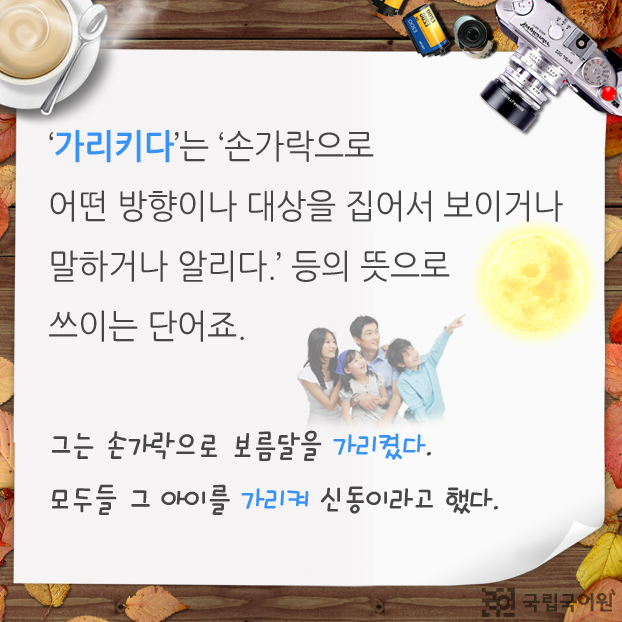 ‘가리키다’는 ‘손가락으로
어떤 방향이나 대상을 집어서 보이거나
말하거나 알리다.’ 등의 뜻으로
쓰이는 단어죠.
그는 손가락으로 보름달을 가리켰다.
모두들 그 아이를 가리켜 신동이라고 했다.
국립국어원